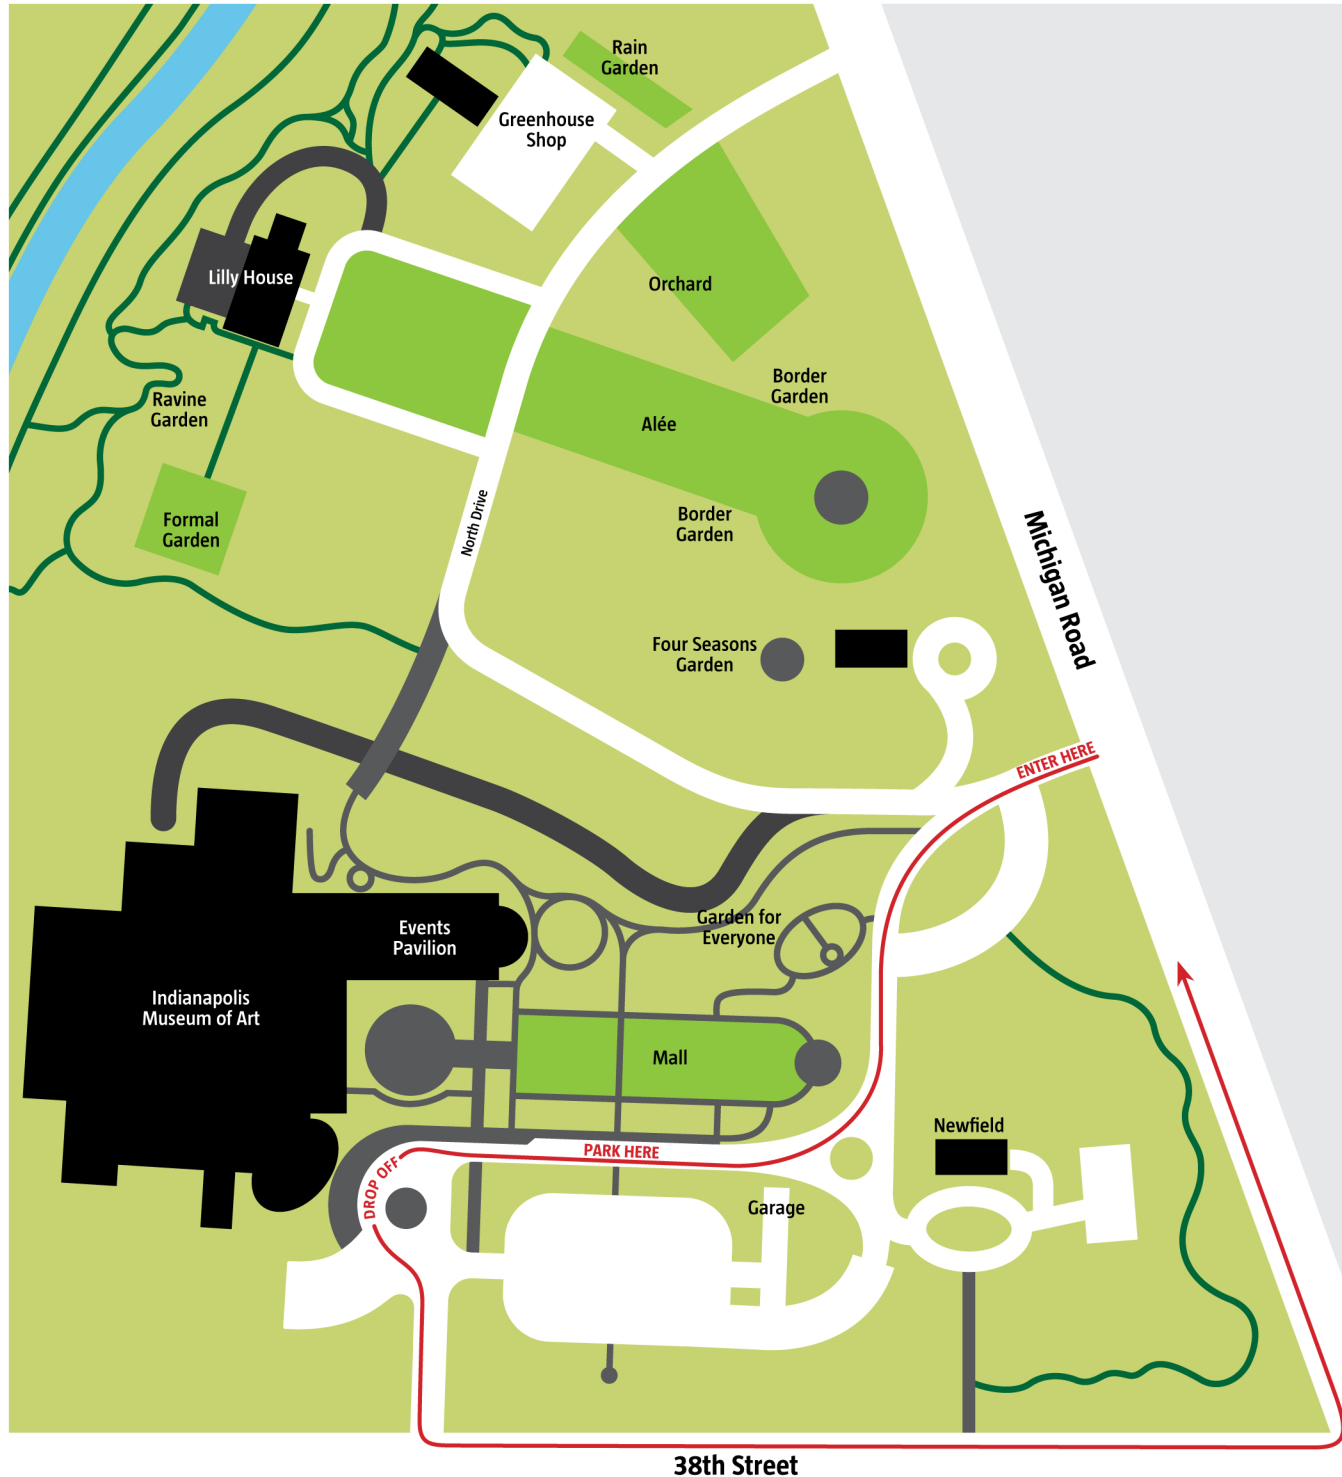 Rain
Garden
Greenhouse
Shop
Lilly House
Orchard
Border
Garden
Ravine
Garden
Alée
North Drive
Border
Garden
Formal
Garden
Michigan Road
Four Seasons
Garden
ENTER HERE
Garden for
Everyone
Events
Pavilion
Indianapolis
Museum of Art
Mall
Newfield
PARK HERE
DROP OFF
Garage
38th Street